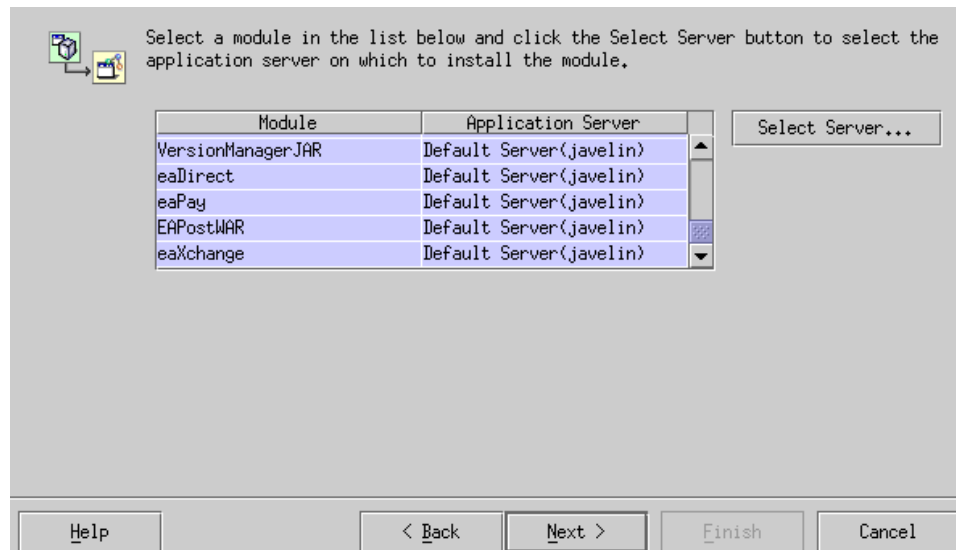 Select a module in the list below and click the Select Server button to select the
application server on which to install the module.
Module Application Server
Select Server...
VersionManagerJAR Default Server(javelin)
eaDirect Default Server(javelin)
eaPay Default Server(javelin)
EAPostWAR Default Server(javelin)
eaXchange Default Server(javelin)
Help < Back Next > Finish Cancel